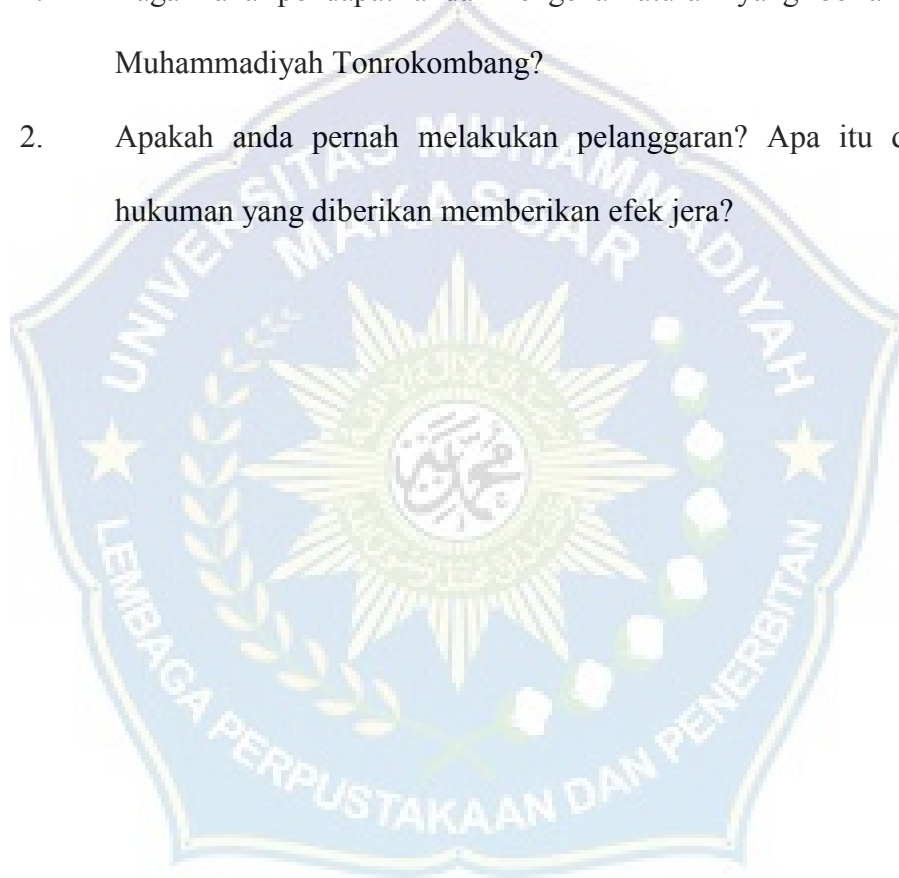 Muhammadiyah Tonrokombang?
2. Apakah anda pernah melakukan pelanggaran? Apa itu
hukuman yang diberikan memberikan efek jera?
UNIVERSITAS MUHAMMADIYAH
MAKASSAR
LEMBAGA PERPUSTAKAAN DAN PENERBITAN